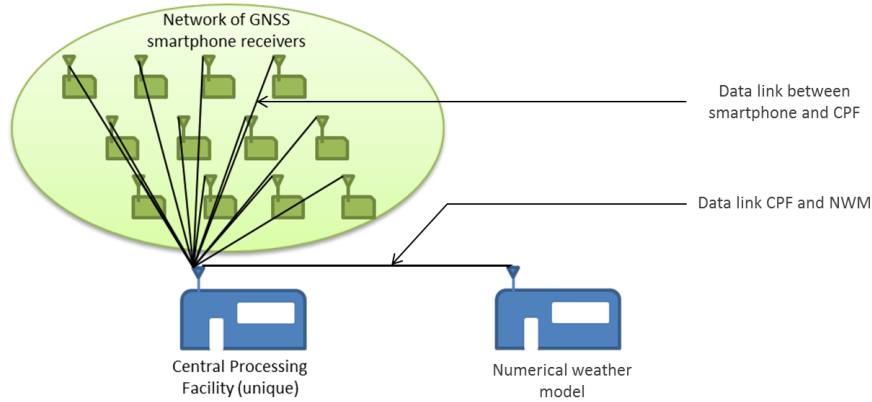 Network of GNSS
smartphone receivers
Data link between
smartphone and CPF
Data link CPF and NWM
Central Processing
Facility (unique)
Numerical weather
model